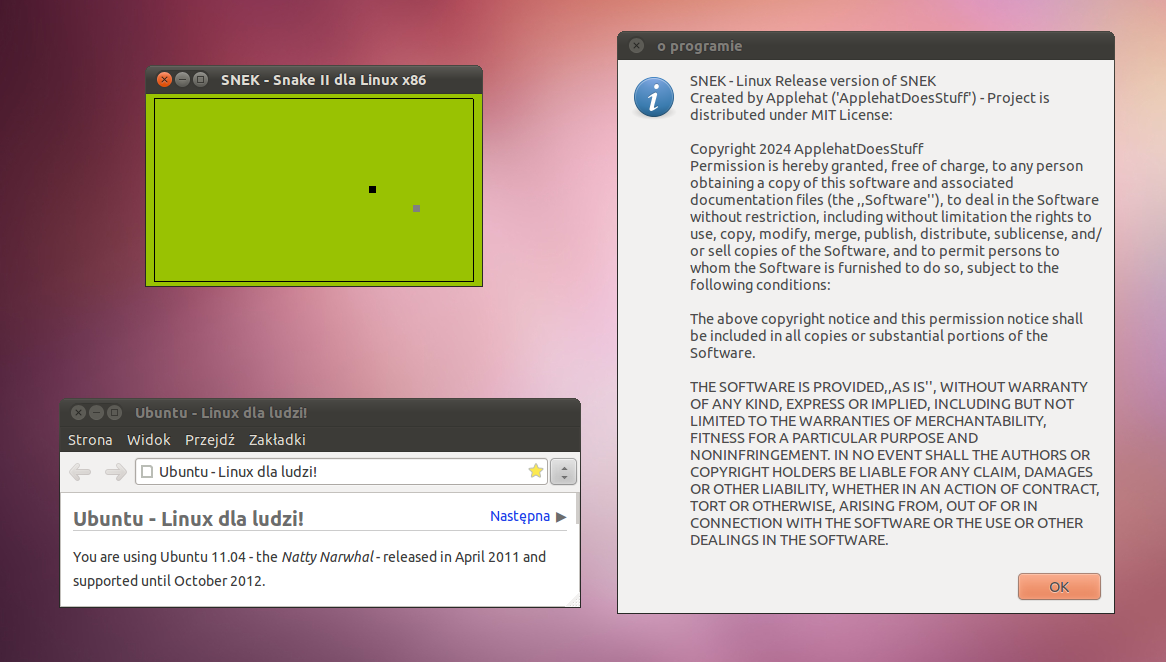 SNEK - Snake II dla Linux x86
o programie
SNEK - Linux Release version of SNEK
Created by Applehat ('ApplehatDoesStuff') - Project is
distributed under MIT License:
Copyright 2024 ApplehatDoesStuff
Permission is hereby granted, free of charge, to any person
obtaining a copy of this software and associated
documentation files (the ,,Software''), to deal in the Software
without restriction, including without limitation the rights to
use, copy, modify, merge, publish, distribute, sublicense, and/
or sell copies of the Software, and to permit persons to
whom the Software is furnished to do so, subject to the
following conditions:
The above copyright notice and this permission notice shall
be included in all copies or substantial portions of the
Software.
THE SOFTWARE IS PROVIDED,,AS IS'', WITHOUT WARRANTY
OF ANY KIND, EXPRESS OR IMPLIED, INCLUDING BUT NOT
LIMITED TO THE WARRANTIES OF MERCHANTABILITY,
FITNESS FOR A PARTICULAR PURPOSE AND
NONINFRINGEMENT. IN NO EVENT SHALL THE AUTHORS OR
COPYRIGHT HOLDERS BE LIABLE FOR ANY CLAIM, DAMAGES
OR OTHER LIABILITY, WHETHER IN AN ACTION OF CONTRACT,
TORT OR OTHERWISE, ARISING FROM, OUT OF OR IN
CONNECTION WITH THE SOFTWARE OR THE USE OR OTHER
DEALINGS IN THE SOFTWARE.
OK
Ubuntu - Linux dla ludzi!
Strona Widok Przejdź Zakładki
Ubuntu - Linux dla ludzi!
Ubuntu - Linux dla ludzi!
Następna
You are using Ubuntu 11.04 - the Natty Narwhal - released in April 2011 and
supported until October 2012.